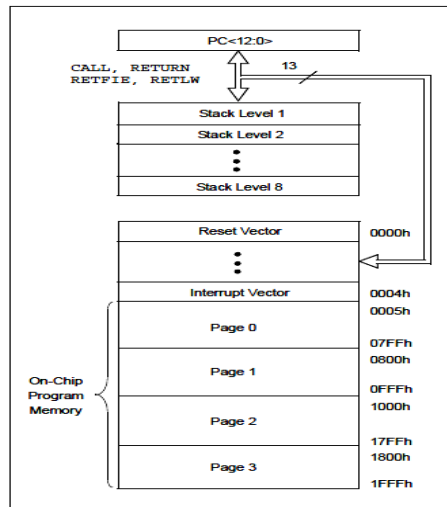 PC<12:0>
CALL, RETURN
RETFIE, RETLW
13
Stack Level 1
Stack Level 2
Stack Level 8
Reset Vector
0000h
Interrupt Vector
0004h
0005h
Page 0
07FFh
0800h
Page 1
0FFFh
On-Chip
Program
Memory
1000h
Page 2
17FFh
1800h
Page 3
1FFFh